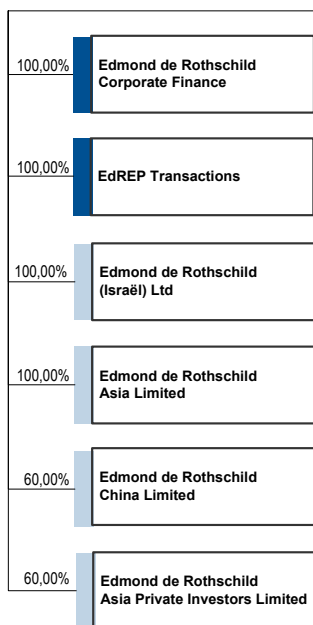 100,00%
Edmond de Rothschild
Corporate Finance
100,00%
EdREP Transactions
100,00%
Edmond de Rothschild
(Israël) Ltd
100,00%
Edmond de Rothschild
Asia Limited
60,00%
Edmond de Rothschild
China Limited
60,00%
Edmond de Rothschild
Asia Private Investors Limited